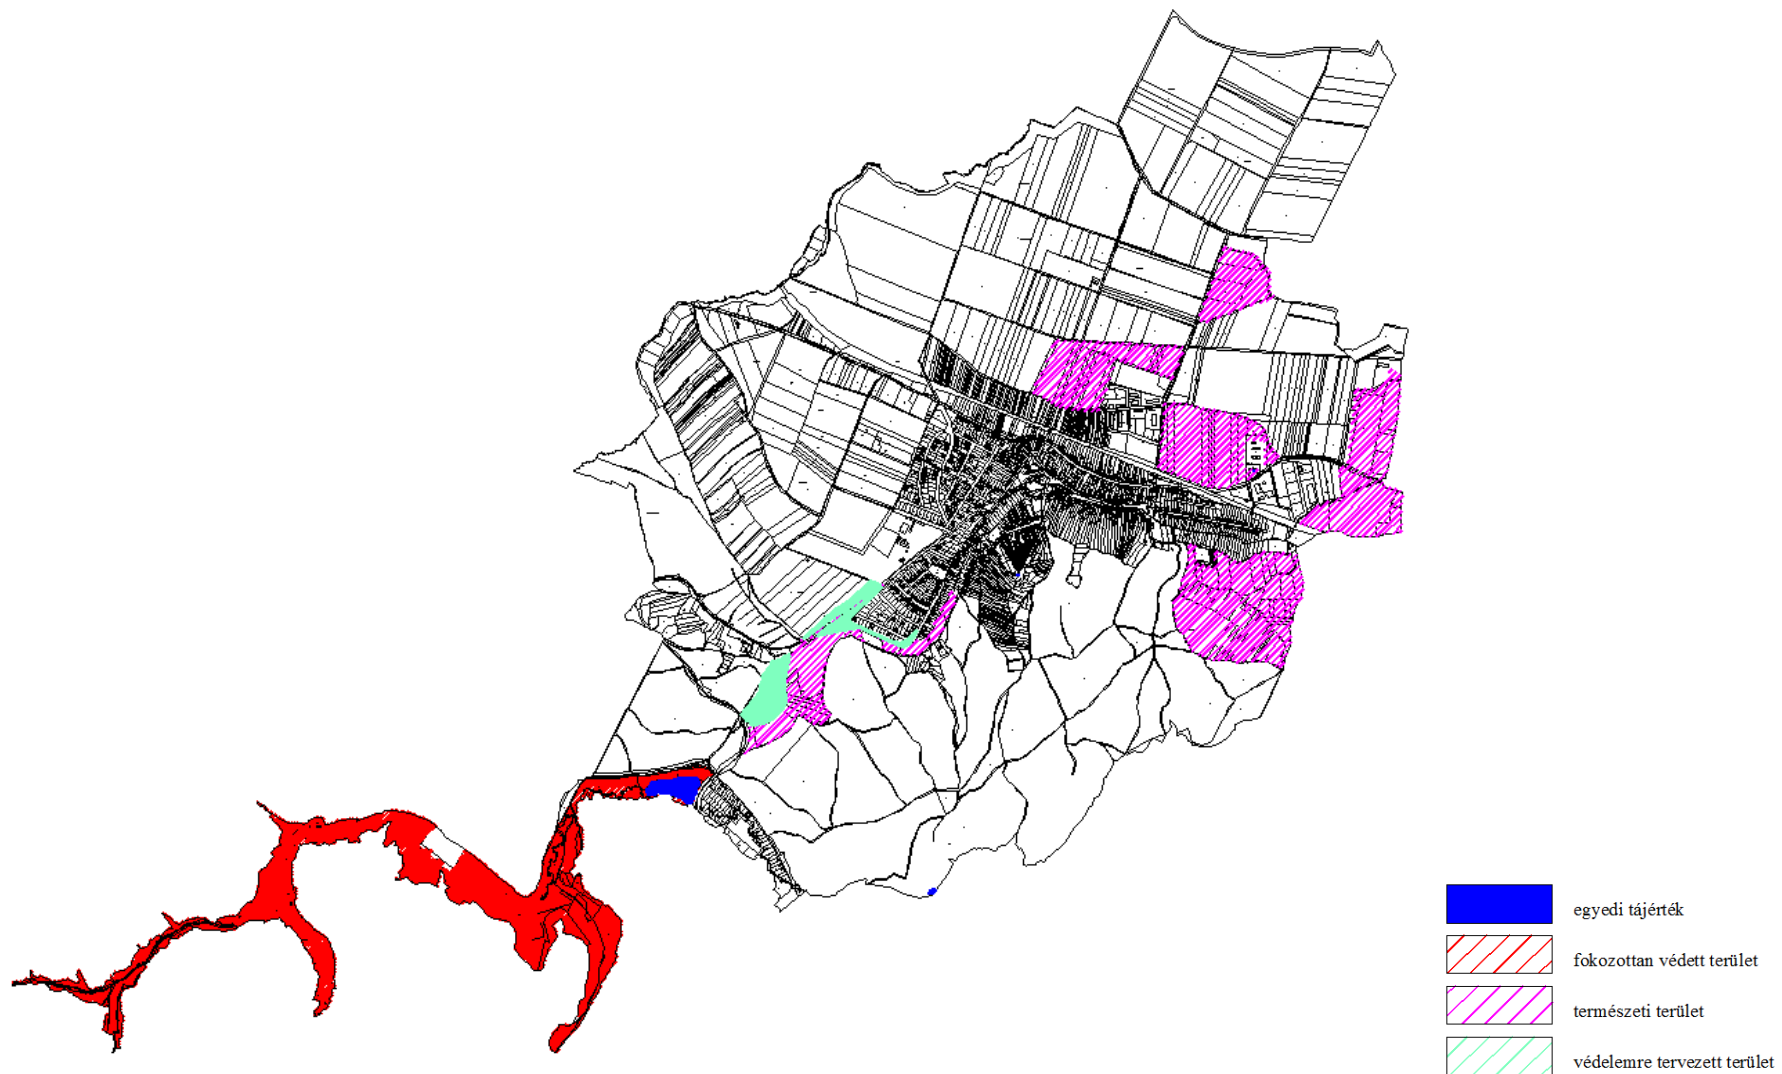 egyedi tájérték
fokozottan védett terület
természeti terület
védelemre tervezett terület